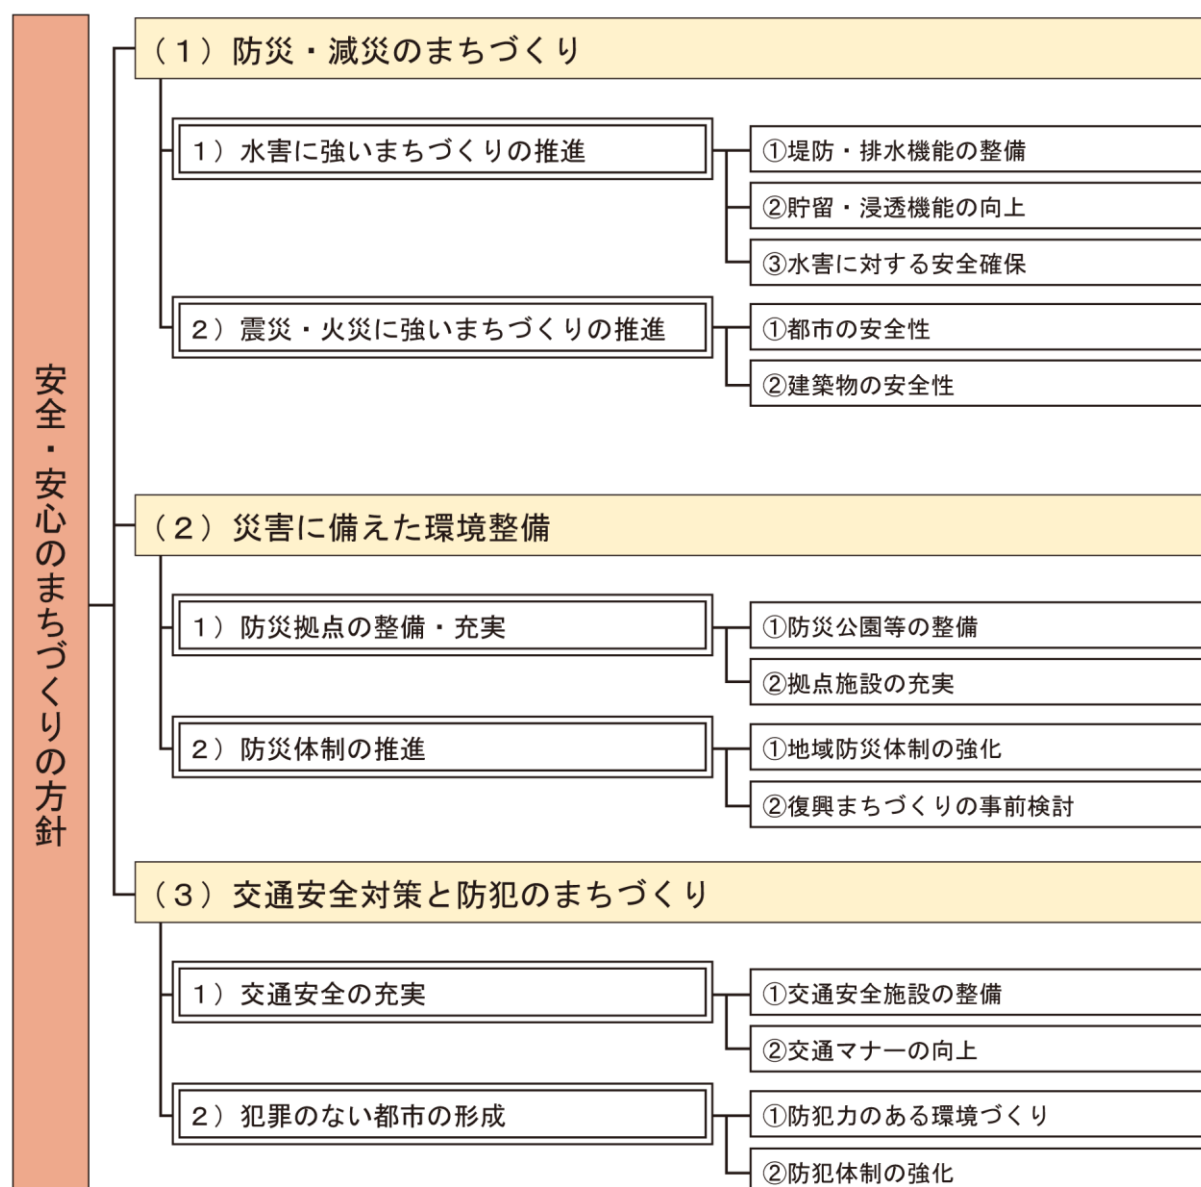 安全・安心のまちづくりの方針
（１）防災・減災のまちづくり
１）水害に強いまちづくりの推進
①堤防・排水機能の整備
②貯留・浸透機能の向上
③水害に対する安全確保
２）震災・火災に強いまちづくりの推進
①都市の安全性
②建築物の安全性
（２）災害に備えた環境整備
１）防災拠点の整備・充実
①防災公園等の整備
②拠点施設の充実
２）防災体制の推進
①地域防災体制の強化
②復興まちづくりの事前検討
（３）交通安全対策と防犯のまちづくり
１）交通安全の充実
①交通安全施設の整備
②交通マナーの向上
２）犯罪のない都市の形成
①防犯力のある環境づくり
②防犯体制の強化